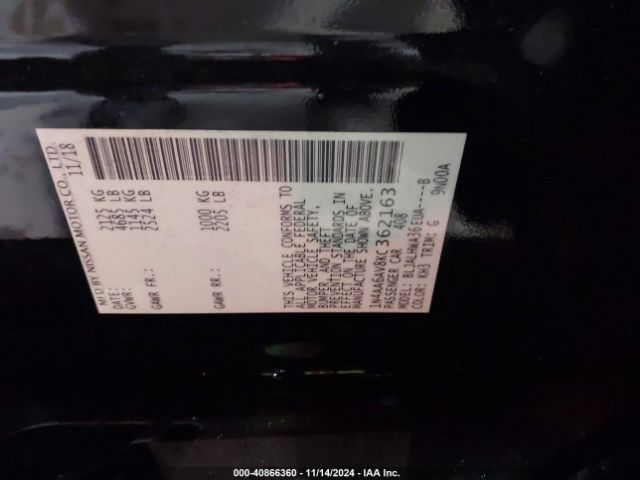 MFD BY NISSAN MOTOR CO., LTD.
11/18
GVWR: 2125 KG
4685 LB
GAWR FR.: 1145 KG
2524 LB
GAWR RR.: 1000 KG
2205 LB
THIS VEHICLE CONFORMS TO
ALL APPLICABLE FEDERAL
MOTOR VEHICLE SAFETY,
BUMPER, AND THEFT
PREVENTION STANDARDS IN
EFFECT ON THE DATE OF
MANUFACTURE SHOWN ABOVE.
1N4AA6AV8KC362163
PASSENGER CAR 408
MODEL: BLJALHWA36EUA----B
COLOR: KH3 TRIM: G 9N00A
000-40866360 - 11/14/2024 - IAA Inc.